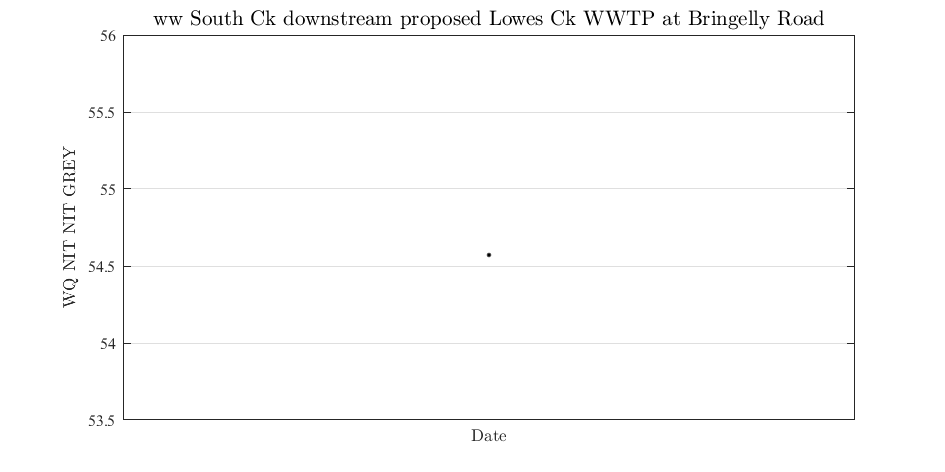 ww South Ck downstream proposed Lowes Ck WWTP at Bringelly Road
56
55.5
55
54.5
54
53.5
WQ NIT NIT GREY
Date